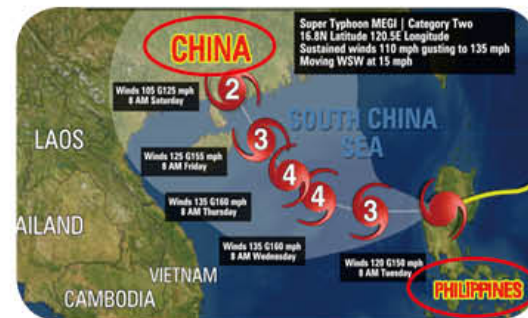 CHINA
Super Typhoon MEGI | Category Two
16.8N Latitude 120.5E Longitude
Sustained winds 110 mph gusting to 135 mph
Moving WSW at 15 mph
Winds 105 G125 mph
8 AM Saturday
2
SOUTH CHINA
SEA
LAOS
3
Winds 125 G155 mph
8 AM Friday
4
4
3
Winds 135 G160 mph
8 AM Thursday
AILAND
Winds 135 G160 mph
8 AM Wednesday
Winds 120 G150 mph
8 AM Tuesday
VIETNAM
CAMBODIA
PHILIPPINES